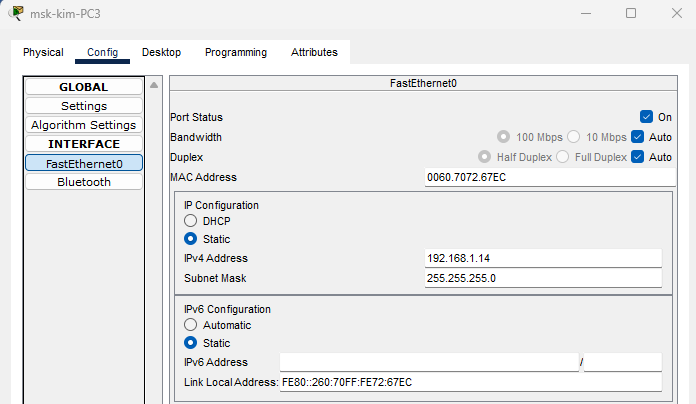 msk-kim-PC3
Physical Config Desktop Programming Attributes
GLOBAL
Settings
Algorithm Settings
INTERFACE
FastEthernet0
Bluetooth
FastEthernet0
Port Status On
Bandwidth 100 Mbps 10 Mbps Auto
Duplex Half Duplex Full Duplex Auto
MAC Address 0060.7072.67EC
IP Configuration
DHCP
Static
IPv4 Address 192.168.1.14
Subnet Mask 255.255.255.0
IPv6 Configuration
Automatic
Static
IPv6 Address /
Link Local Address: FE80::260:70FF:FE72:67EC